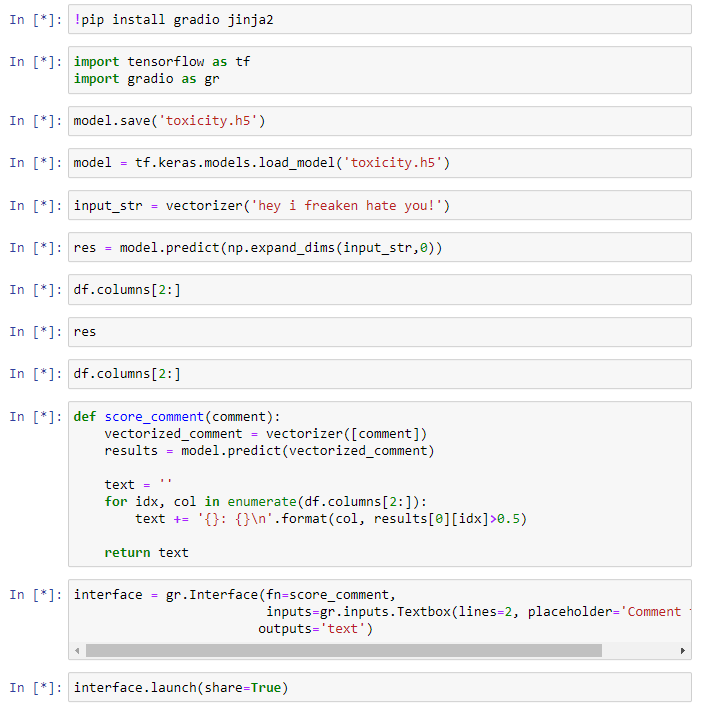 In [*]: !pip install gradio jinja2
In [*]: import tensorflow as tf
import gradio as gr
In [*]: model.save('toxicity.h5')
In [*]: model = tf.keras.models.load_model('toxicity.h5')
In [*]: input_str = vectorizer('hey i freaken hate you!')
In [*]: res = model.predict(np.expand_dims(input_str,0))
In [*]: df.columns[2:]
In [*]: res
In [*]: df.columns[2:]
In [*]: def score_comment(comment):
    vectorized_comment = vectorizer([comment])
    results = model.predict(vectorized_comment)
    text = ''
    for idx, col in enumerate(df.columns[2:]):
        text += '{}: {}\n'.format(col, results[0][idx]>0.5)
    return text
In [*]: interface = gr.Interface(fn=score_comment,
                         inputs=gr.inputs.Textbox(lines=2, placeholder='Comment
                        outputs='text')
In [*]: interface.launch(share=True)